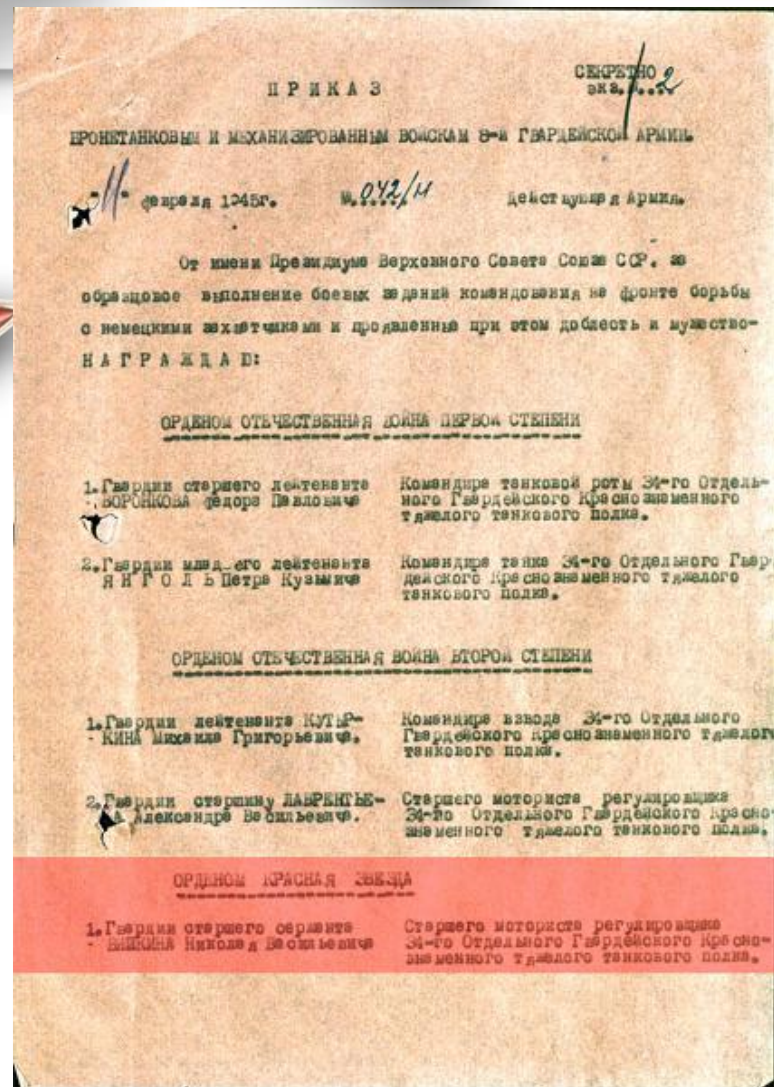 СЕКРЕТНО
экз. 2
ПРИКАЗ
БРОНЕТАНКОВЫМ И МЕХАНИЗИРОВАННЫМ ВОЙСКАМ 8-й ГВАРДЕЙСКОЙ АРМИИ.
"11" февраля 1945г. №042/н Действующая Армия.
От имени Президиума Верховного Совета Союза ССР. за
образцовое выполнение боевых заданий командования на фронте борьбы
с немецкими захватчиками и проявленные при этом доблесть и мужество-
НАГРАЖДАЮ:
ОРДЕНОМ ОТЕЧЕСТВЕННАЯ ВОЙНА ПЕРВОЙ СТЕПЕНИ
1.Гвардии старшего лейтенанта
- ВОРОНКОВА Федора Павловича
Командира танковой роты 34-го Отдель-
ного Гвардейского Краснознаменного
тяжелого танкового полка.
2.Гвардии младшего лейтенанта
ЯНГОЛЬ Петра Кузьмича
Командира танка 34-го Отдельного Гвар-
дейского Краснознаменного тяжелого
танкового полка.
ОРДЕНОМ ОТЕЧЕСТВЕННАЯ ВОЙНА ВТОРОЙ СТЕПЕНИ
1.Гвардии лейтенанта КУТЫР-
- КИНА Михаила Григорьевича.
Командира взвода 34-го Отдельного
Гвардейского Краснознаменного тяжелого
танкового полка.
2.Гвардии старшину ЛАВРЕНТЬЕ-
ВА Александра Васильевича.
Старшего моториста регулировщика
34-го Отдельного Гвардейского Красно-
знаменного тяжелого танкового полка.
ОРДЕНОМ КРАСНАЯ ЗВЕЗДА
1.Гвардии старшего сержанта
- Николая Васильевича
Старшего моториста регулировщика
34-го Отдельного Гвардейского Красно-
знаменного тяжелого танкового полка.